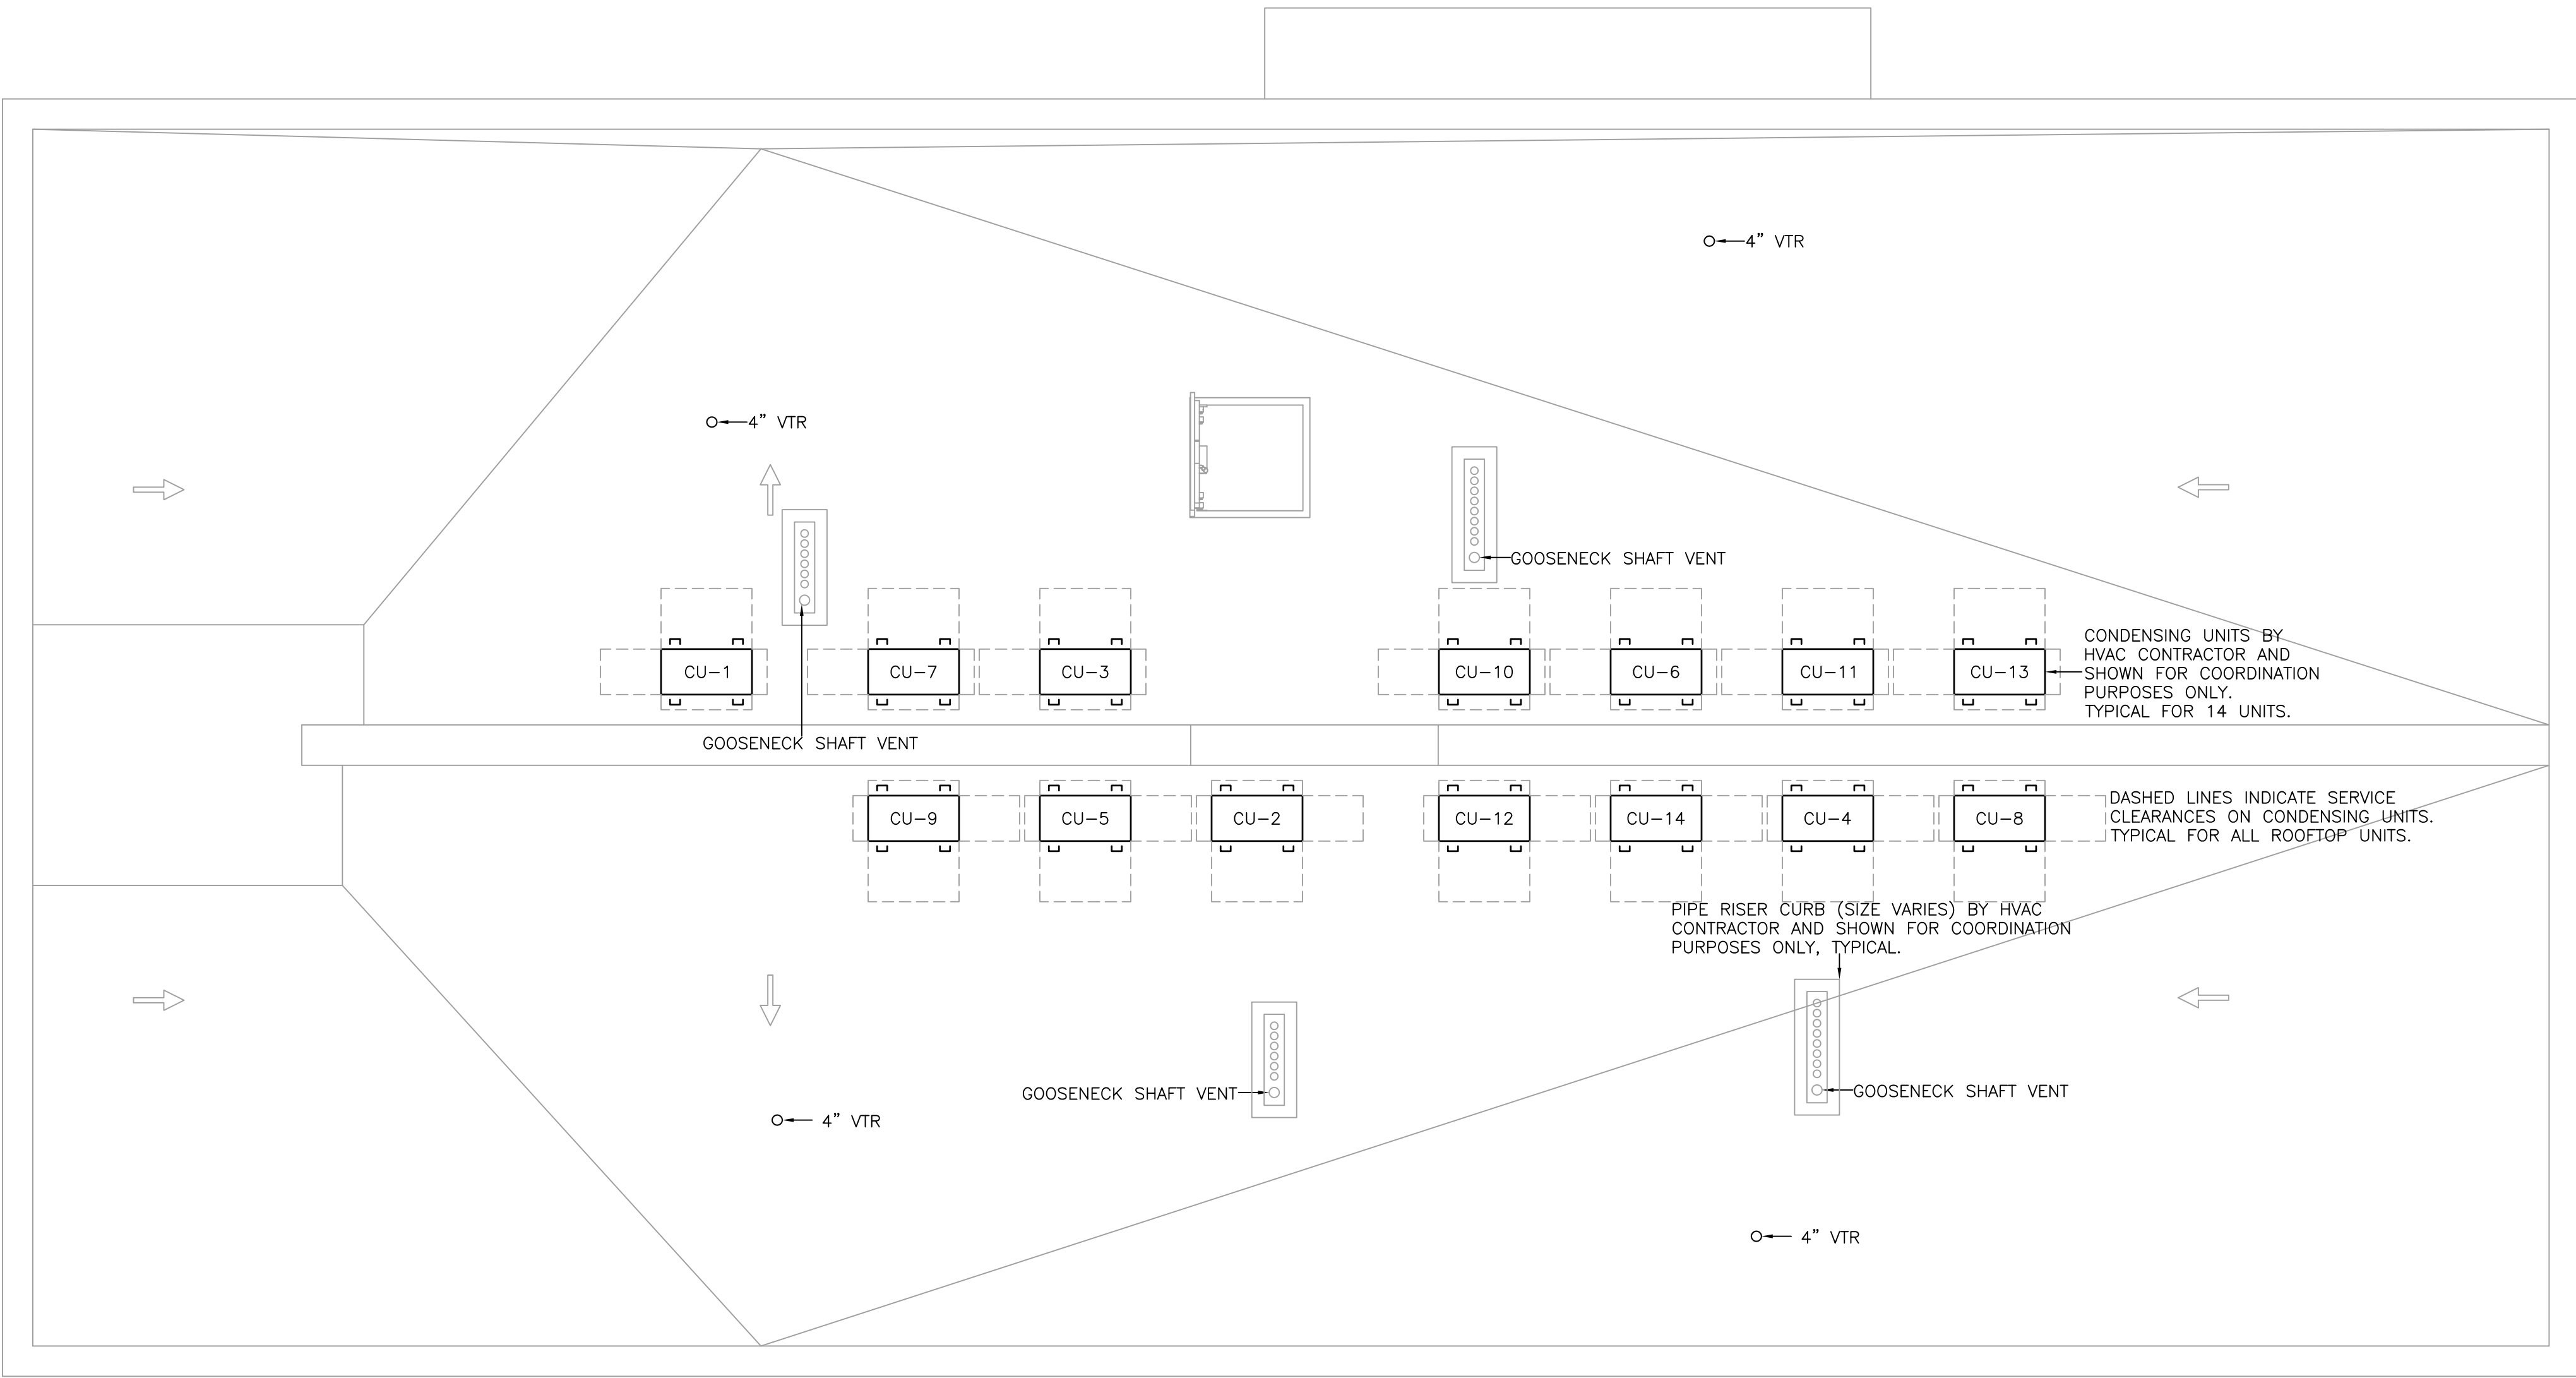 4" VTR
4" VTR
GOOSENECK SHAFT VENT
CONDENSING UNITS BY
HVAC CONTRACTOR AND
SHOWN FOR COORDINATION
PURPOSES ONLY.
TYPICAL FOR 14 UNITS.
CU-1
CU-7
CU-3
CU-10
CU-6
CU-11
CU-13
GOOSENECK SHAFT VENT
CU-9
CU-5
CU-2
CU-12
CU-14
CU-4
CU-8
DASHED LINES INDICATE SERVICE
CLEARANCES ON CONDENSING UNITS.
TYPICAL FOR ALL ROOFTOP UNITS.
PIPE RISER CURB (SIZE VARIES) BY HVAC
CONTRACTOR AND SHOWN FOR COORDINATION
PURPOSES ONLY, TYPICAL.
GOOSENECK SHAFT VENT
GOOSENECK SHAFT VENT
4" VTR
4" VTR